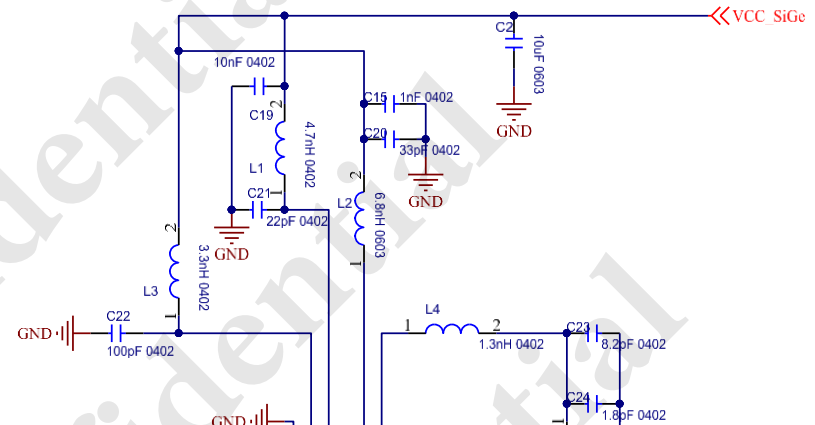 VCC_SiGe
C2
10uF 0603
GND
10nF 0402
C19
2
4.7nH 0402
L1
1
C21
22pF 0402
GND
C15
1nF 0402
C20
33pF 0402
GND
2
L2
6.8nH 0603
1
2
3.3nH 0402
L3
1
GND
C22
100pF 0402
L4
1
2
1.3nH 0402
C23
8.2pF 0402
C24
1.8pF 0402
1
GND
Confidential